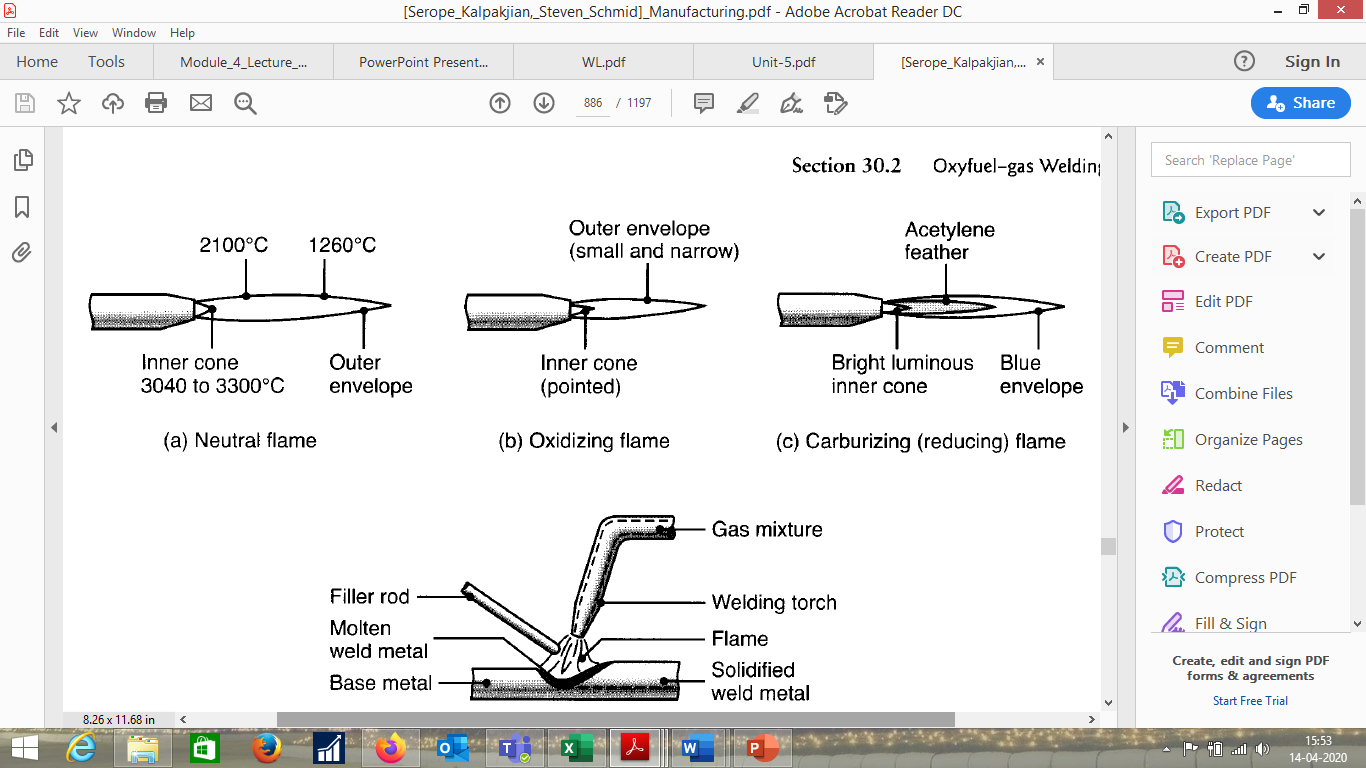 [Serope_Kalpakjian,_Steven_Schmid]_Manufacturing.pdf - Adobe Acrobat Reader DC
File Edit View Window Help
Home Tools Module_4_Lecture_... PowerPoint Present... WL.pdf Unit-5.pdf [Serope_Kalpakjian,... × ? Sign In
886 / 1197 Share
Section 30.2 Oxyfuel–gas Welding
2100°C 1260°C
Inner cone
3040 to 3300°C
Outer
envelope
(a) Neutral flame
Outer envelope
(small and narrow)
Inner cone
(pointed)
(b) Oxidizing flame
Acetylene
feather
Bright luminous
inner cone
Blue
envelope
(c) Carburizing (reducing) flame
Gas mixture
Filler rod
Welding torch
Molten
weld metal
Flame
Base metal
Solidified
weld metal
Search 'Replace Page'
Export PDF
Create PDF
Edit PDF
Comment
Combine Files
Organize Pages
Redact
Protect
Compress PDF
Fill & Sign
Create, edit and sign PDF
forms & agreements
Start Free Trial
8.26 x 11.68 in
15:53
14-04-2020